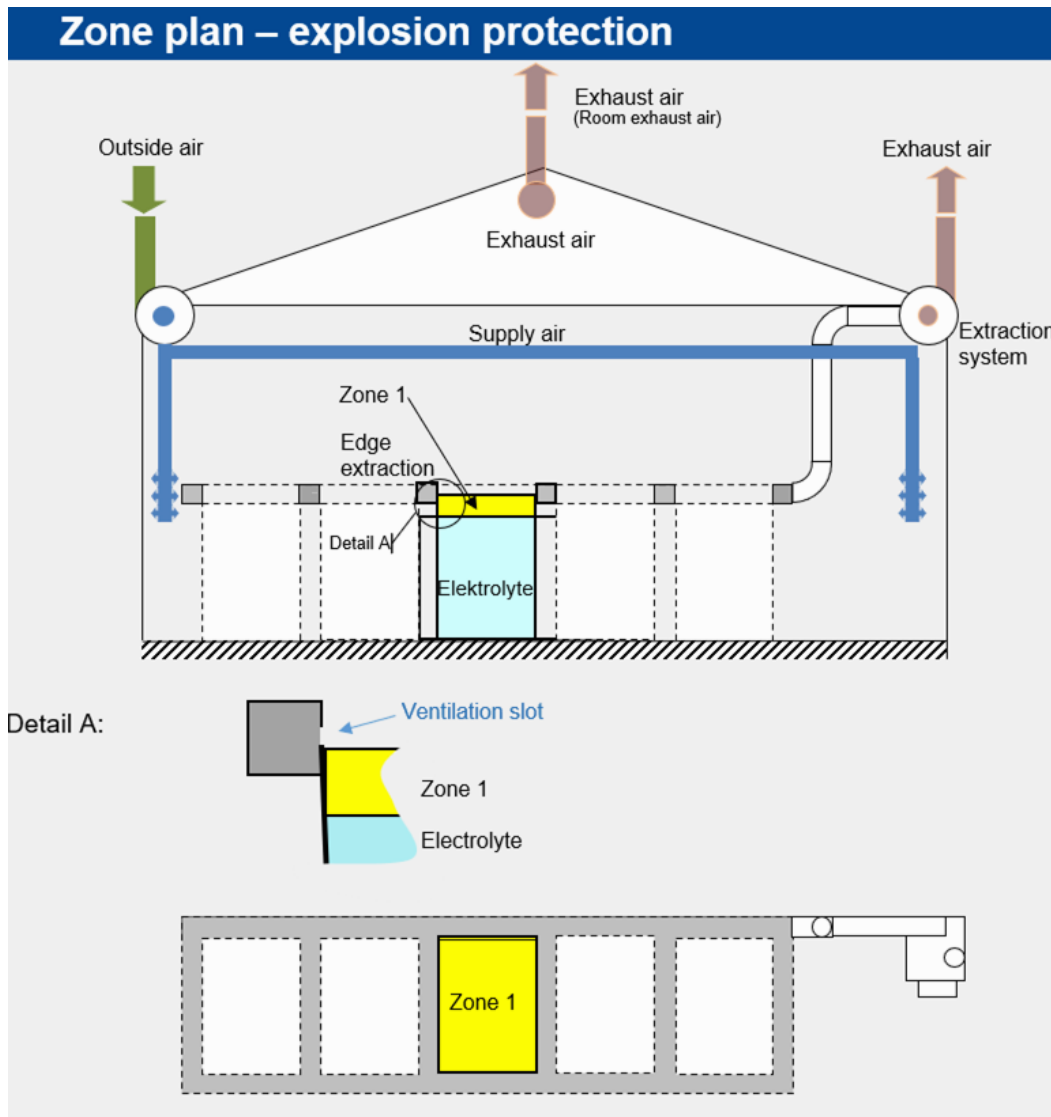 Zone plan – explosion protection
Exhaust air
(Room exhaust air)
Outside air
Exhaust air
Exhaust air
Supply air
Extraction
system
Zone 1
Edge
extraction
Detail A
Elektrolyte
Detail A:
Ventilation slot
Zone 1
Electrolyte
Zone 1